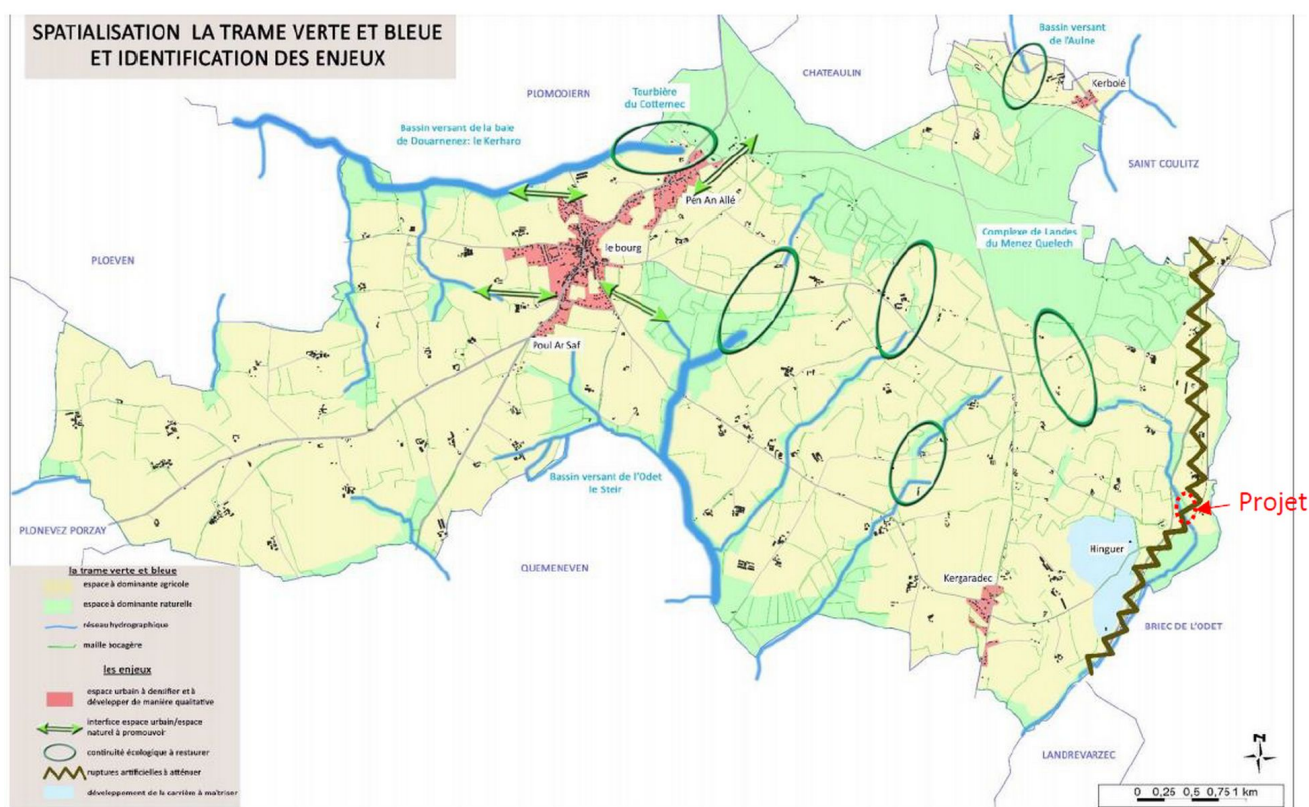 SPATIALISATION LA TRAME VERTE ET BLEUE
ET IDENTIFICATION DES ENJEUX
Bassin versant
de l'Aulne
CHATEAULIN
Kerbolé
PLOMODIERN
Tourbière
du Cotternec
Bassin versant de la baie
de Douarnenez: le Kerharo
SAINT COULITZ
Pen An Allé
Complexe de Landes
du Menez Quelech
le bourg
PLOEVEN
Poul Ar Saf
Bassin versant de l'Odet
le Steir
Projet
PLONEVEZ PORZAY
Hinguer
QUEMENEVEN
Kergaradec
BRIEC DE L'ODET
LANDREVARZEC
la trame verte et bleue
espace à dominante agricole
espace à dominante naturelle
réseau hydrographique
maille bocagère
les enjeux
espace urbain à densifier et à
développer de manière qualitative
interface espace urbain/espace
naturel à promouvoir
continuité écologique à restaurer
ruptures artificielles à atténuer
développement de la carrière à maîtriser
N
0 0,25 0,5 0,75 1 km